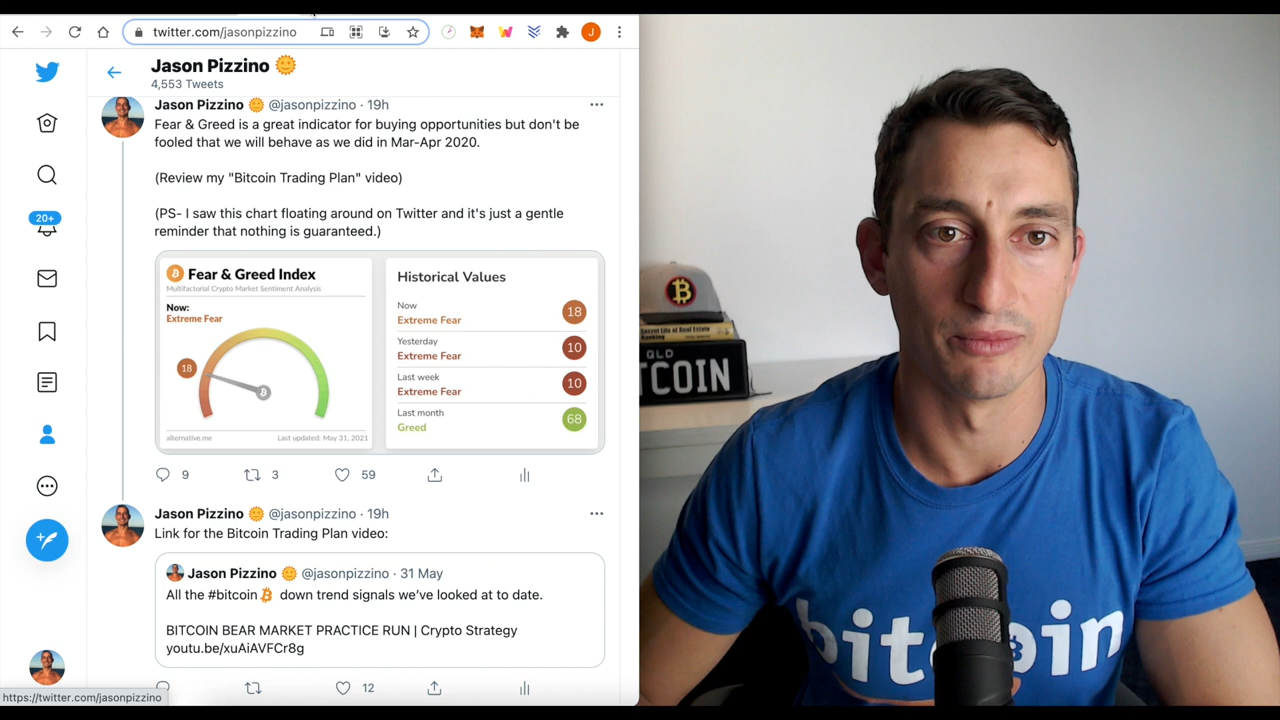 twitter.com/jasonpizzino
J
Jason Pizzino 🌞
4,553 Tweets
Jason Pizzino 🌞 @jasonpizzino · 19h
Fear & Greed is a great indicator for buying opportunities but don't be
fooled that we will behave as we did in Mar-Apr 2020.
(Review my "Bitcoin Trading Plan" video)
(PS- I saw this chart floating around on Twitter and it's just a gentle
reminder that nothing is guaranteed.)
Fear & Greed Index
Multifactorial Crypto Market Sentiment Analysis
Now:
Extreme Fear
18
alternative.me
Last updated: May 31, 2021
Historical Values
Now
Extreme Fear
18
Yesterday
Extreme Fear
10
Last week
Extreme Fear
10
Last month
Greed
68
9
3
59
Jason Pizzino 🌞 @jasonpizzino · 19h
Link for the Bitcoin Trading Plan video:
Jason Pizzino 🌞 @jasonpizzino · 31 May
All the #bitcoin down trend signals we've looked at to date.
BITCOIN BEAR MARKET PRACTICE RUN | Crypto Strategy
youtu.be/xuAiAVFCr8g
12
20+
https://twitter.com/jasonpizzino
Secret Life of Real Estate
Banking
QLD
TCOIN
bitcoin